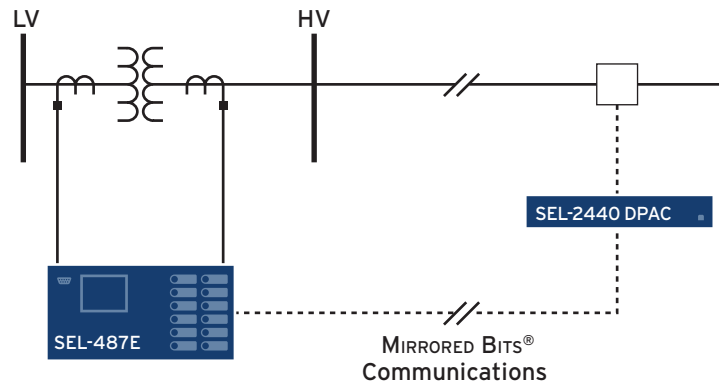 LV
HV
SEL-2440 DPAC
SEL-487E
MIRRORED BITS®
Communications